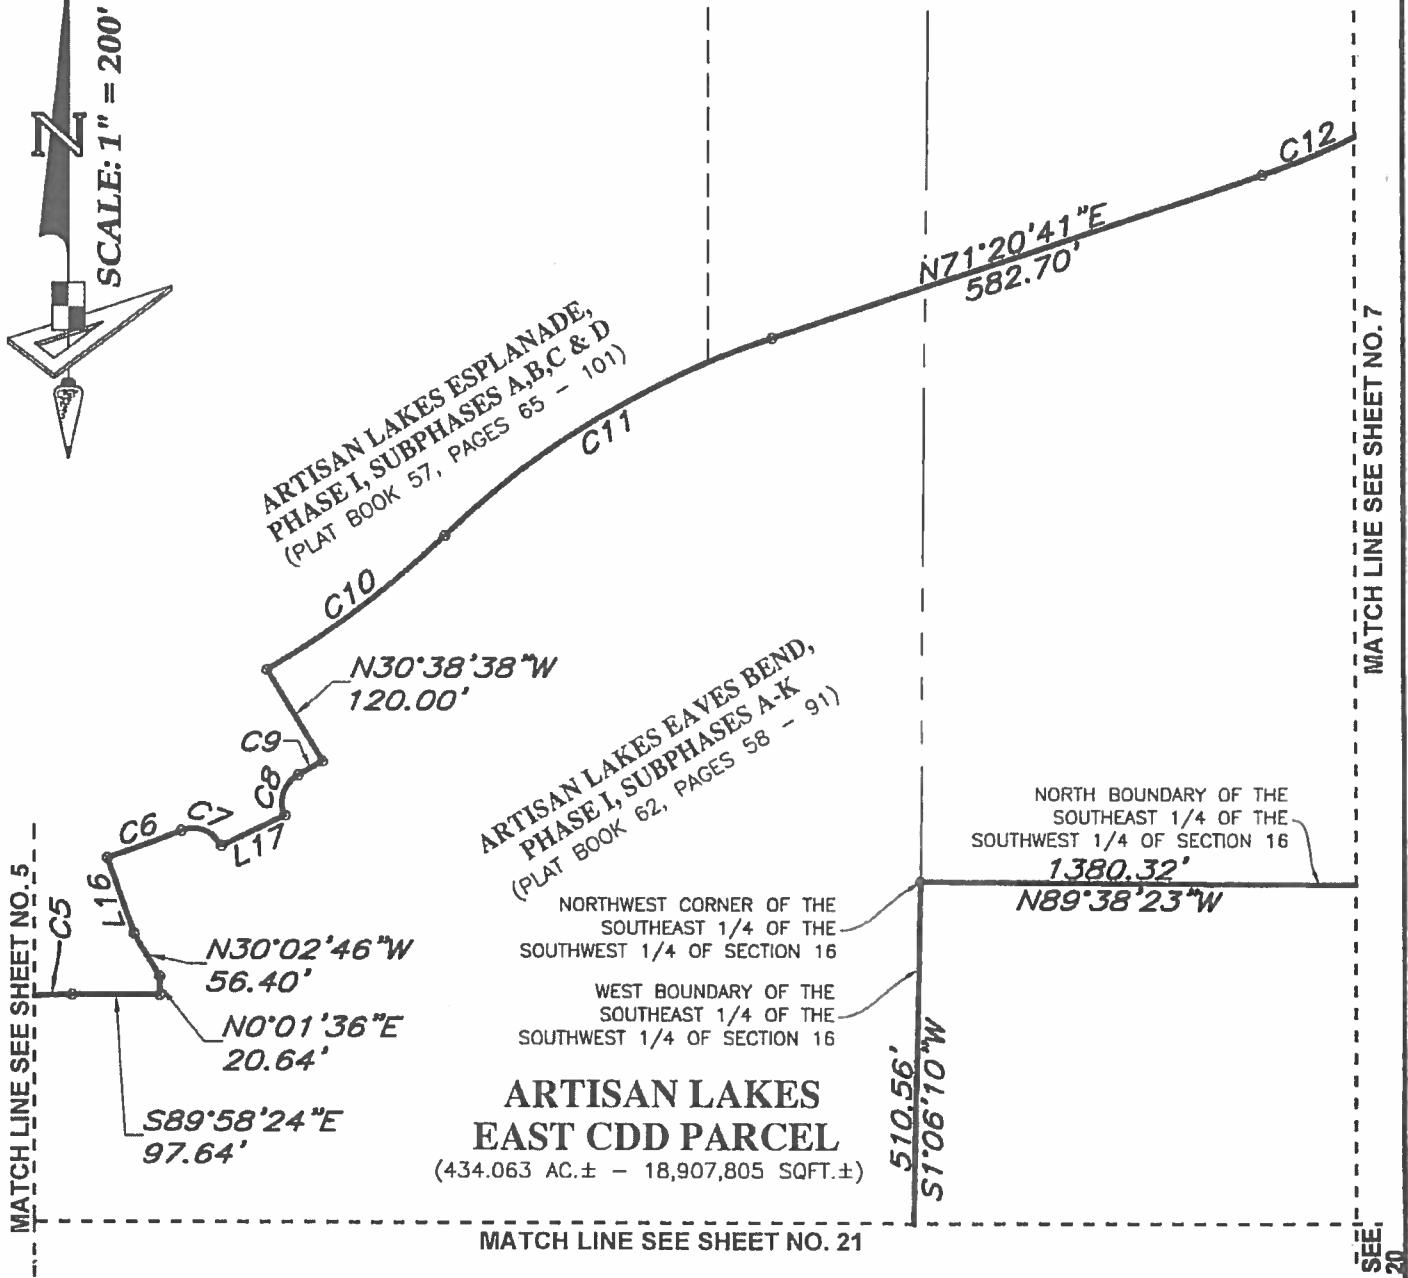 N
SCALE: 1" = 200'
C12
N71°20'41"E
582.70'
MATCH LINE SEE SHEET NO. 7
ARTISAN LAKES ESPLANADE,
PHASE I, SUBPHASES A,B,C & D
(PLAT BOOK 57, PAGES 65 - 101)
C11
C10
N30°38'38"W
120.00'
C9
C8
C7
C6
L17
L16
C5
ARTISAN LAKES EAVES BEND,
PHASE I, SUBPHASES A-K
(PLAT BOOK 62, PAGES 58 - 91)
NORTH BOUNDARY OF THE
SOUTHEAST 1/4 OF THE
SOUTHWEST 1/4 OF SECTION 16
1380.32'
N89°38'23"W
NORTHWEST CORNER OF THE
SOUTHEAST 1/4 OF THE
SOUTHWEST 1/4 OF SECTION 16
WEST BOUNDARY OF THE
SOUTHEAST 1/4 OF THE
SOUTHWEST 1/4 OF SECTION 16
N30°02'46"W
56.40'
N0°01'36"E
20.64'
S89°58'24"E
97.64'
MATCH LINE SEE SHEET NO. 5
510.56'
S1°06'10"W
ARTISAN LAKES
EAST CDD PARCEL
(434.063 AC.± - 18,907,805 SQFT.±)
MATCH LINE SEE SHEET NO. 21
SEE
20